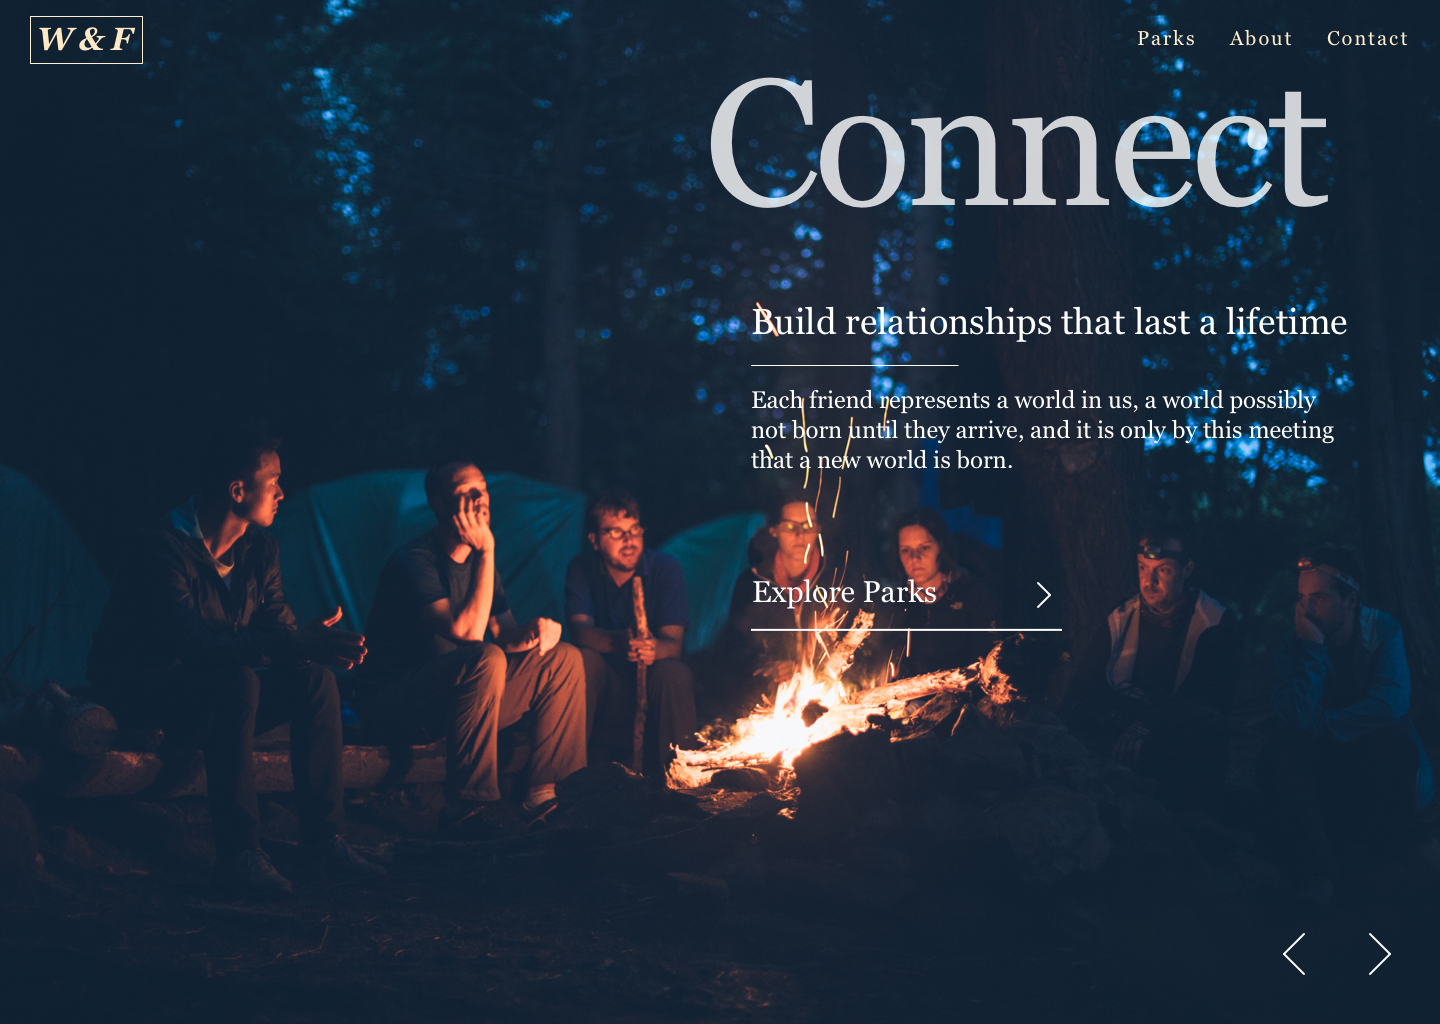 W & F
Parks About Contact
Connect
Build relationships that last a lifetime
Each friend represents a world in us, a world possibly
not born until they arrive, and it is only by this meeting
that a new world is born.
Explore Parks